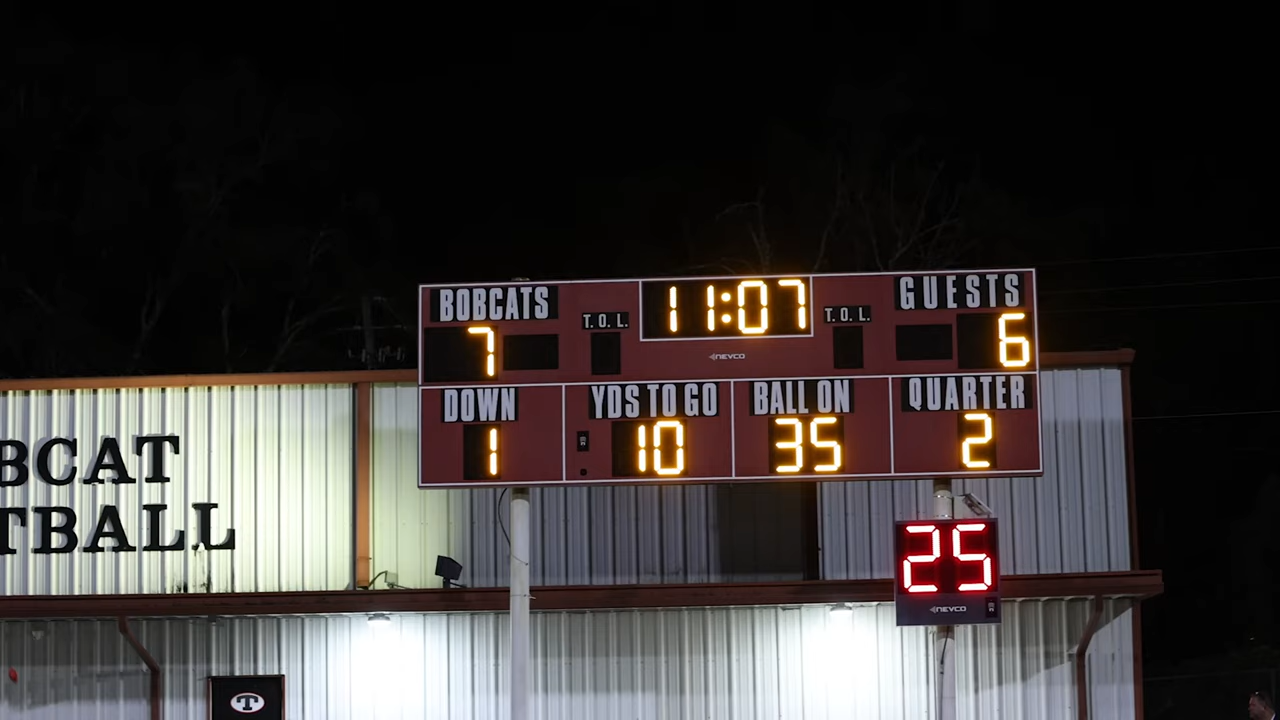 BOBCATS
T.O.L.
11:07
T.O.L.
GUESTS
7
NEVCO
6
DOWN
YDS TO GO
BALL ON
QUARTER
1
10
35
2
BCAT
TBALL
25
NEVCO
T